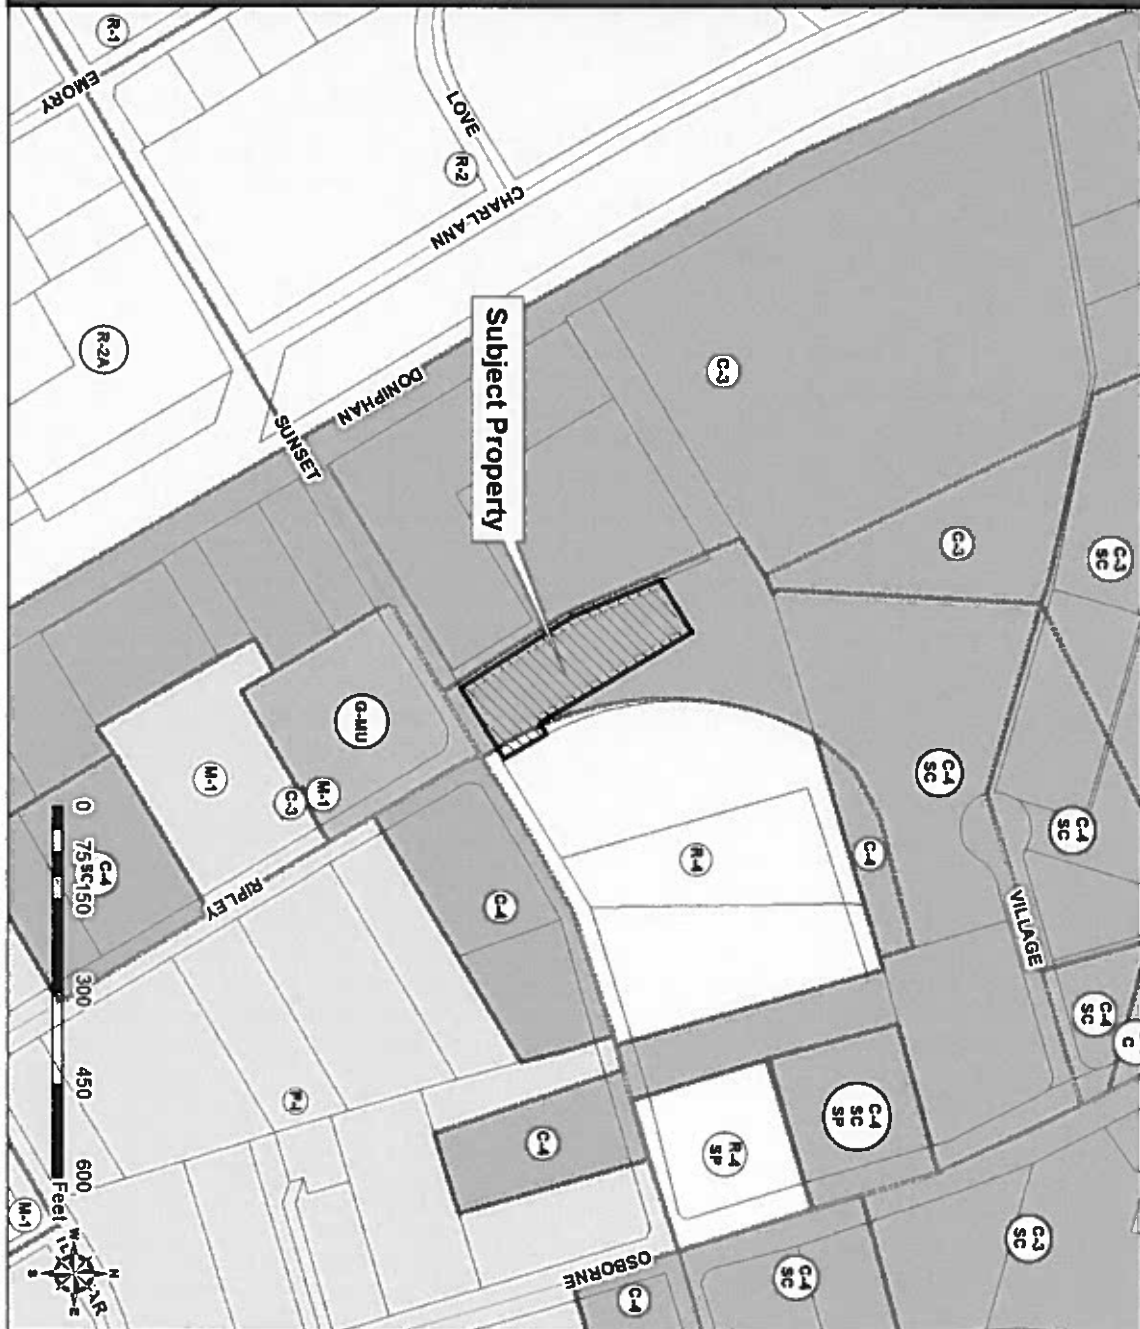 C-3
SC
C-4
SC
VILLAGE
C-4
SC
C
C-3
SC
C-3
C-4
SC
C-4
C-4
SC
SP
C-4
SC
C-3
R-4
R-4
SP
OSBORNE
C-4
LOVE
R-2
CHARLANN
Subject Property
C-4
C-4
DONIPHAN
SUNSET
G-MU
M-1
C-3
M-1
RIPLEY
R-1
EMORY
R-2A
C-4
SC
M-1
0 75 150 300 450 600
Feet
N
W
E
S